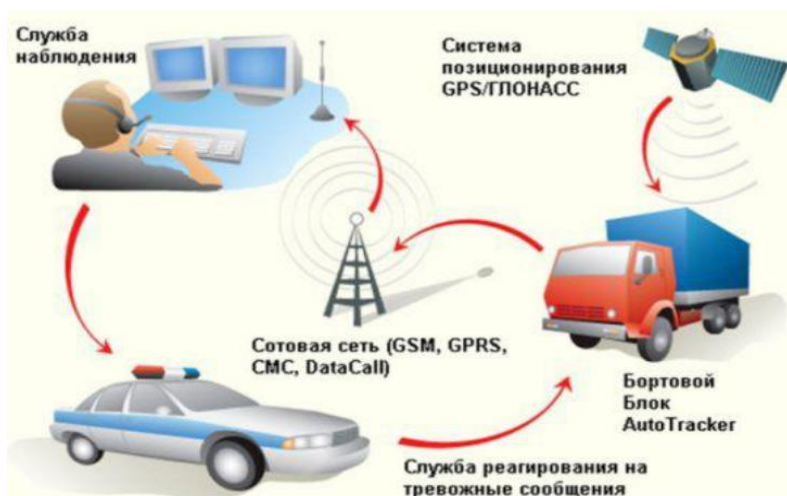 Служба
наблюдения
Система
позиционирования
GPS/ГЛОНАСС
Сотовая сеть (GSM, GPRS,
СМС, DataCall)
Бортовой
Блок
AutoTracker
Служба реагирования на
тревожные сообщения